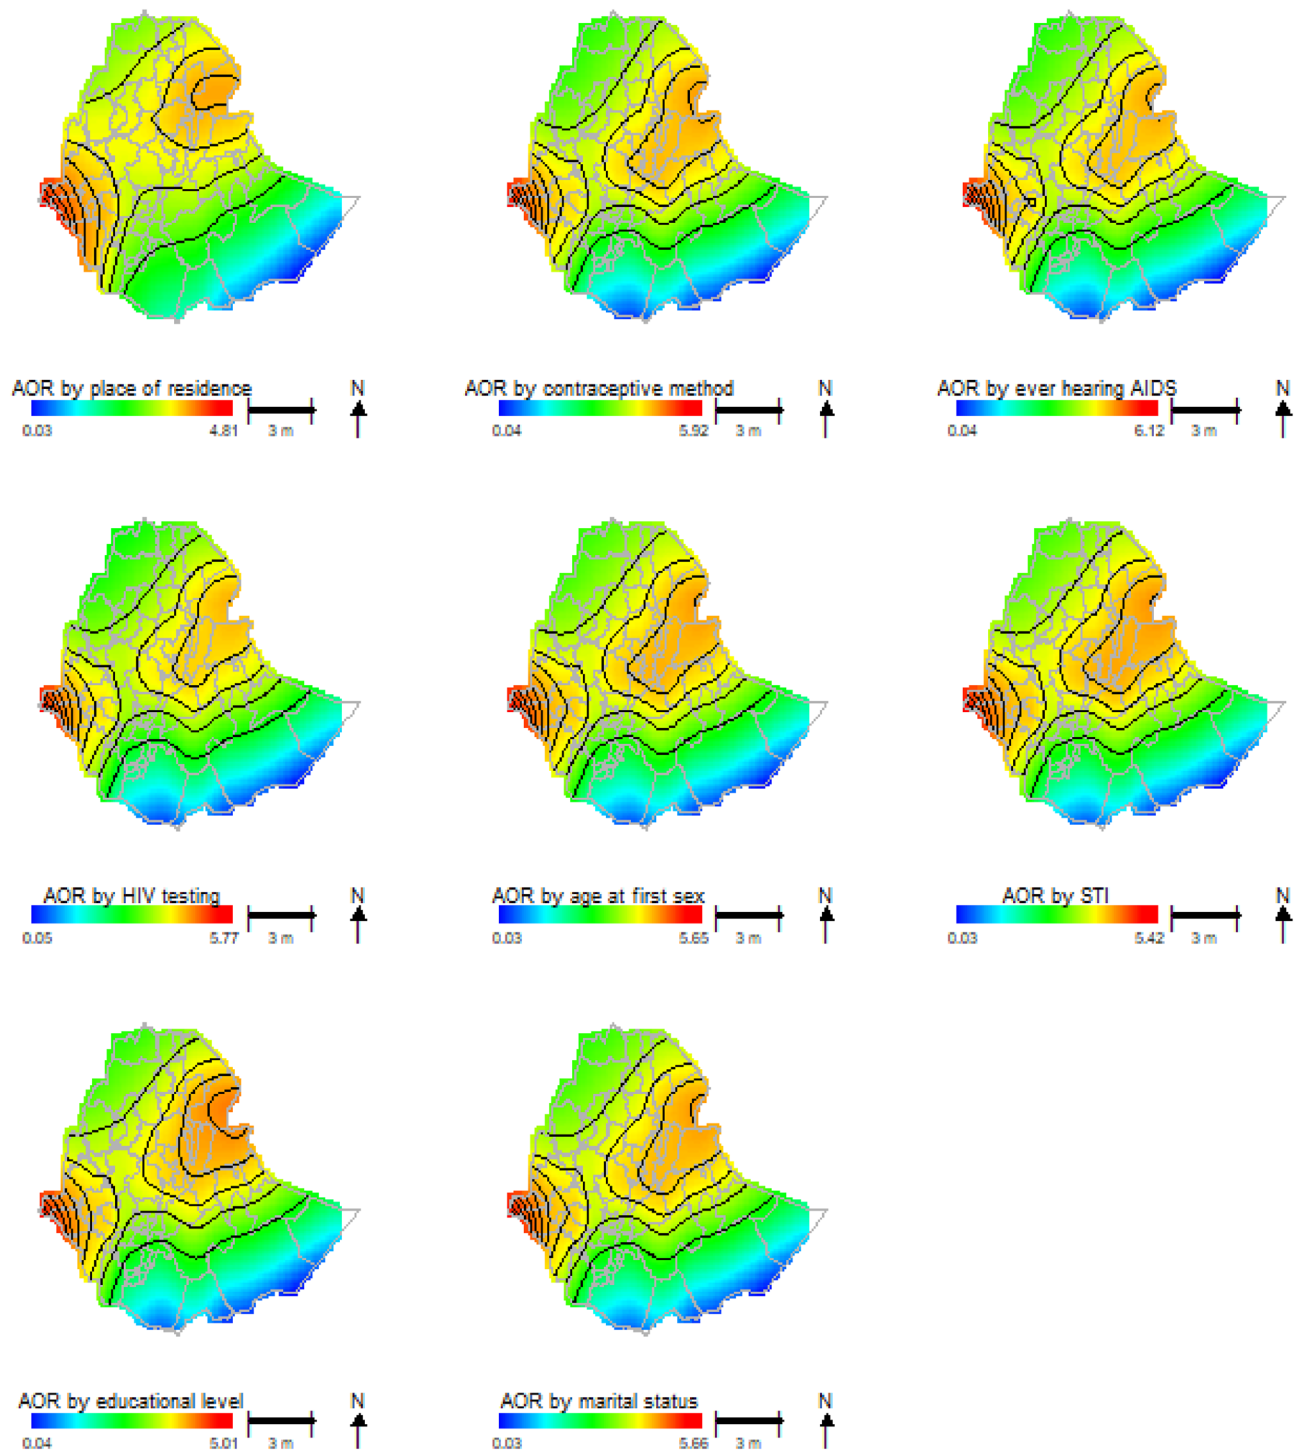 AOR by place of residence N
0.03 4.81 3 m
AOR by contraceptive method N
0.04 5.92 3 m
AOR by ever hearing AIDS N
0.04 6.12 3 m
AOR by HIV testing N
0.05 5.77 3 m
AOR by age at first sex N
0.03 5.65 3 m
AOR by STI N
0.03 5.42 3 m
AOR by educational level N
0.04 5.01 3 m
AOR by marital status N
0.03 5.66 3 m